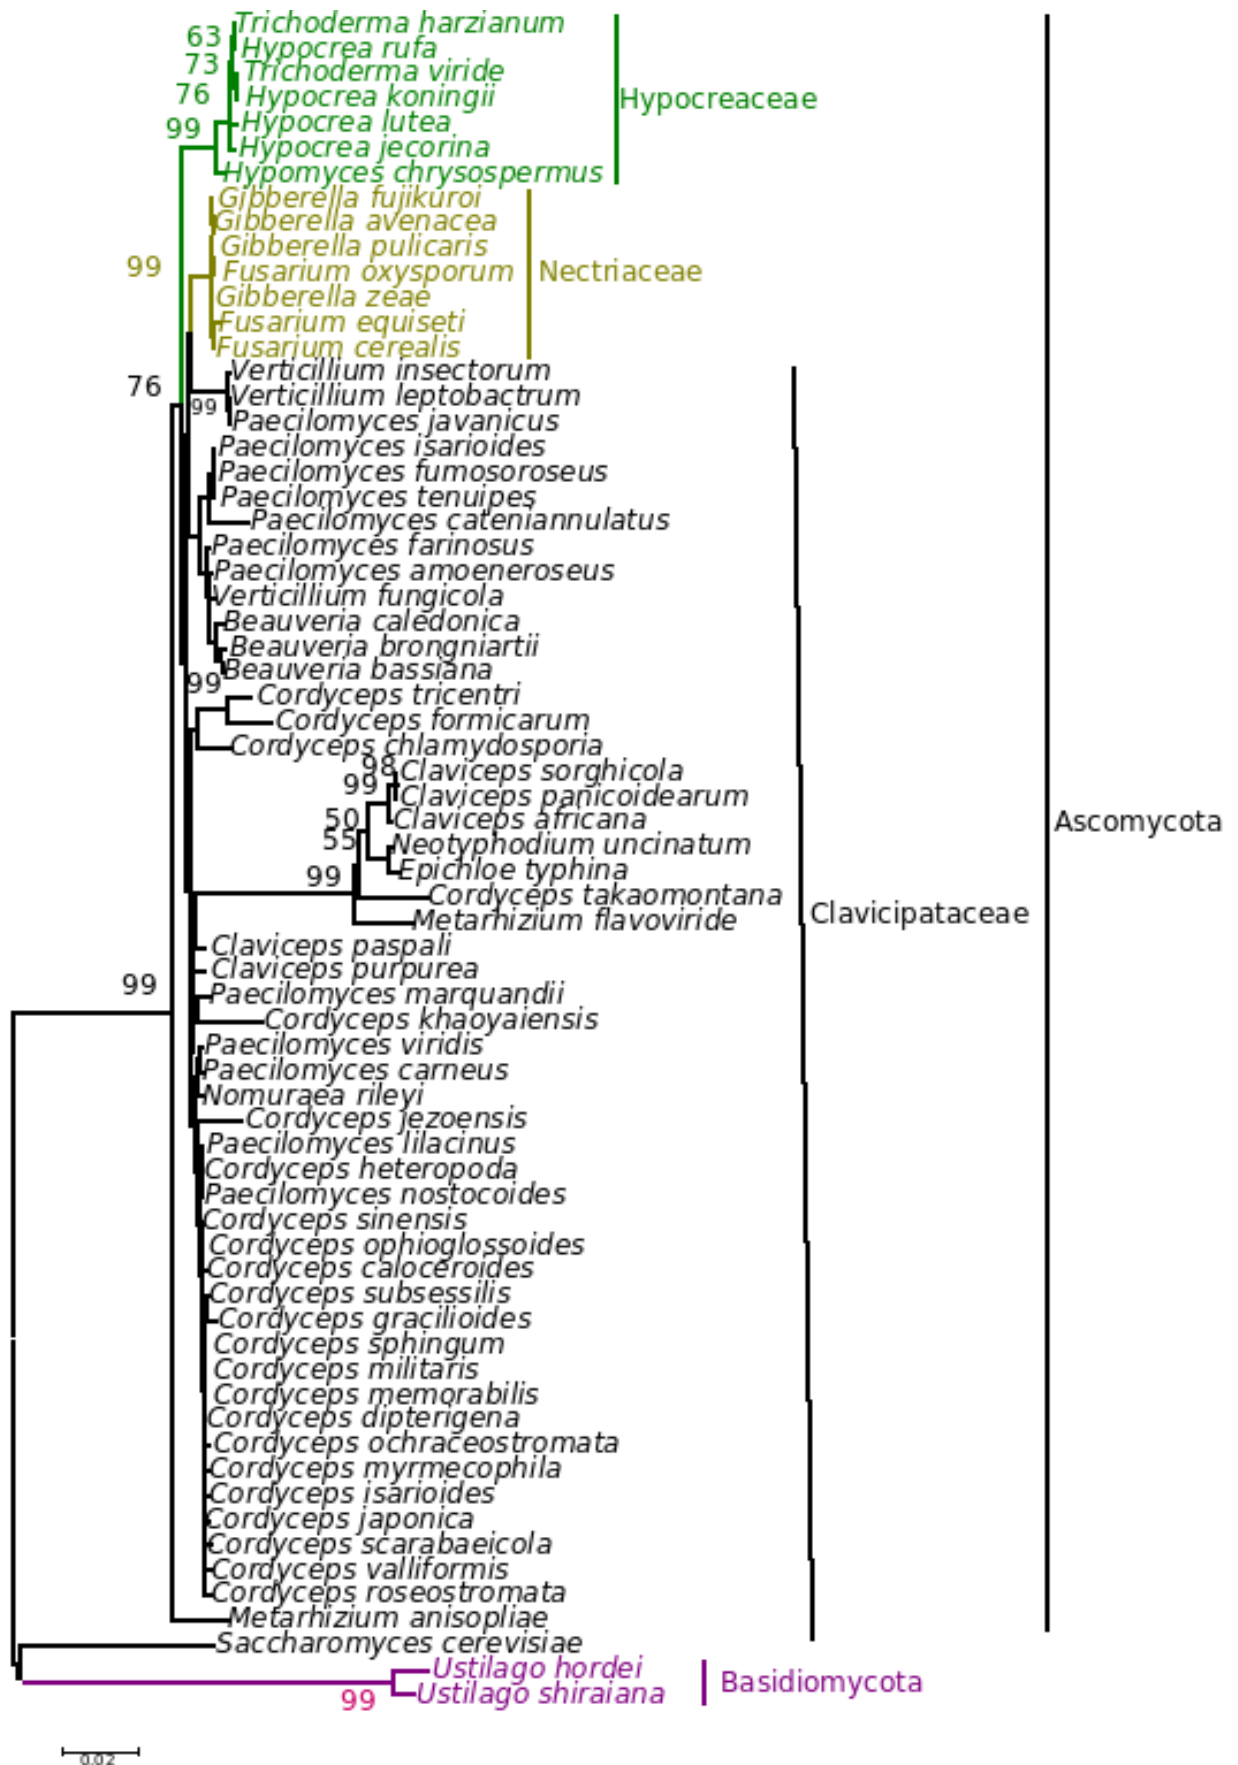 Trichoderma harzianum
63
Hypocrea rufa
73
Trichoderma viride
76
Hypocrea koningii
Hypocreaceae
99
Hypocrea lutea
Hypocrea jecorina
Hypomyces chrysospermus
Gibberella fujikuroi
Gibberella avenacea
Gibberella pulicaris
99
Fusarium oxysporum
Nectriaceae
Gibberella zeae
Fusarium equiseti
Fusarium cerealis
Verticillium insectorum
76
Verticillium leptobactrum
99
Paecilomyces javanicus
Paecilomyces isarioides
Paecilomyces fumosoroseus
Paecilomyces tenuipes
Paecilomyces cateniannulatus
Paecilomyces farinosus
Paecilomyces amoeneroseus
Verticillium fungicola
Beauveria caledonica
Beauveria brongniartii
Beauveria bassiana
99
Cordyceps tricentri
Cordyceps formicarum
Cordyceps chlamydosporia
98
Claviceps sorghicola
99
Claviceps panicoidearum
50
Claviceps africana
Ascomycota
55
Neotyphodium uncinatum
Epichloe typhina
99
Cordyceps takaomontana
Clavicipataceae
Metarhizium flavoviride
Claviceps paspali
Claviceps purpurea
99
Paecilomyces marquandii
Cordyceps khaoyaiensis
Paecilomyces viridis
Paecilomyces carneus
Nomuraea rileyi
Cordyceps jezoensis
Paecilomyces lilacinus
Cordyceps heteropoda
Paecilomyces nostocoides
Cordyceps sinensis
Cordyceps ophioglossoides
Cordyceps caloceroides
Cordyceps subsessilis
Cordyceps gracilioides
Cordyceps sphingum
Cordyceps militaris
Cordyceps memorabilis
Cordyceps dipterigena
Cordyceps ochraceostromata
Cordyceps myrmecophila
Cordyceps isarioides
Cordyceps japonica
Cordyceps scarabaeicola
Cordyceps valliformis
Cordyceps roseostromata
Metarhizium anisopliae
Saccharomyces cerevisiae
Ustilago hordei
Basidiomycota
99
Ustilago shiraiana
0.02